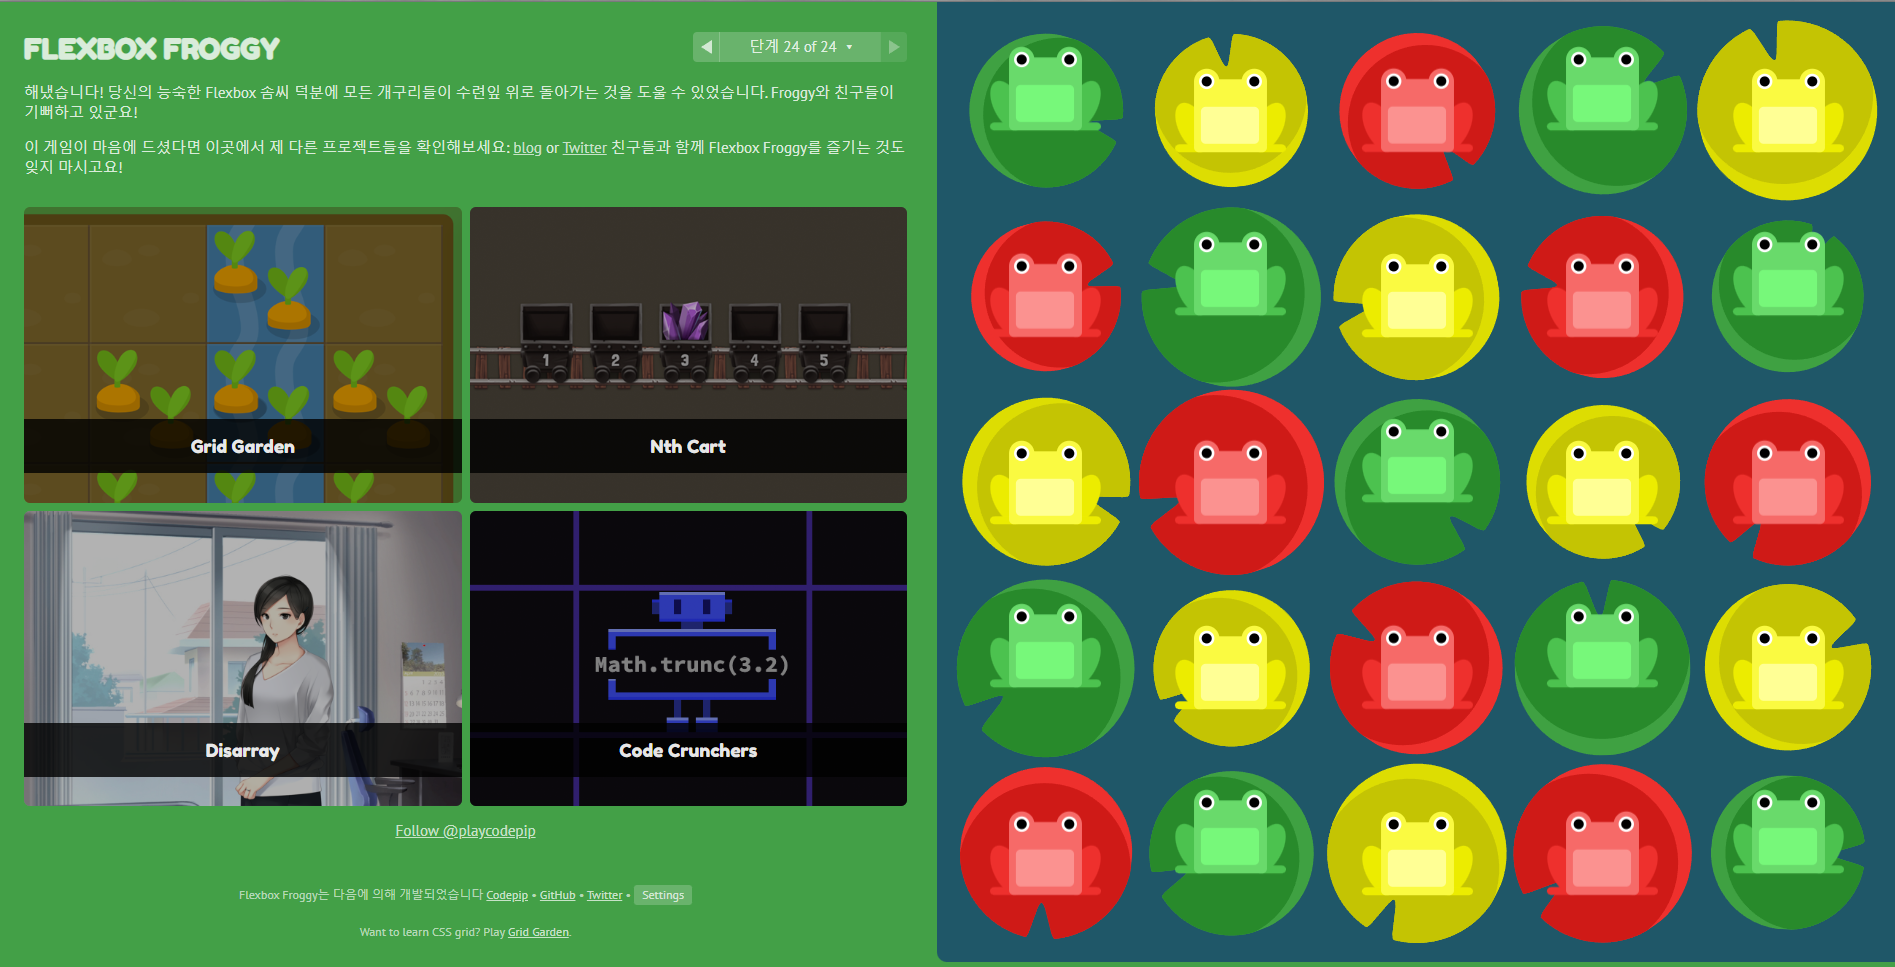 FLEXBOX FROGGY
단계 24 of 24
해냈습니다! 당신의 능숙한 Flexbox 솜씨 덕분에 모든 개구리들이 수련잎 위로 돌아가는 것을 도울 수 있었습니다. Froggy와 친구들이
기뻐하고 있군요!
이 게임이 마음에 드셨다면 이곳에서 제 다른 프로젝트들을 확인해보세요: blog or Twitter 친구들과 함께 Flexbox Froggy를 즐기는 것도
잊지 마시고요!
1 2 3 4 5
Grid Garden
Nth Cart
Math.trunc(3.2)
Disarray
Code Crunchers
Follow @playcodepip
Flexbox Froggy는 다음에 의해 개발되었습니다 Codepip • GitHub • Twitter • Settings
Want to learn CSS grid? Play Grid Garden.